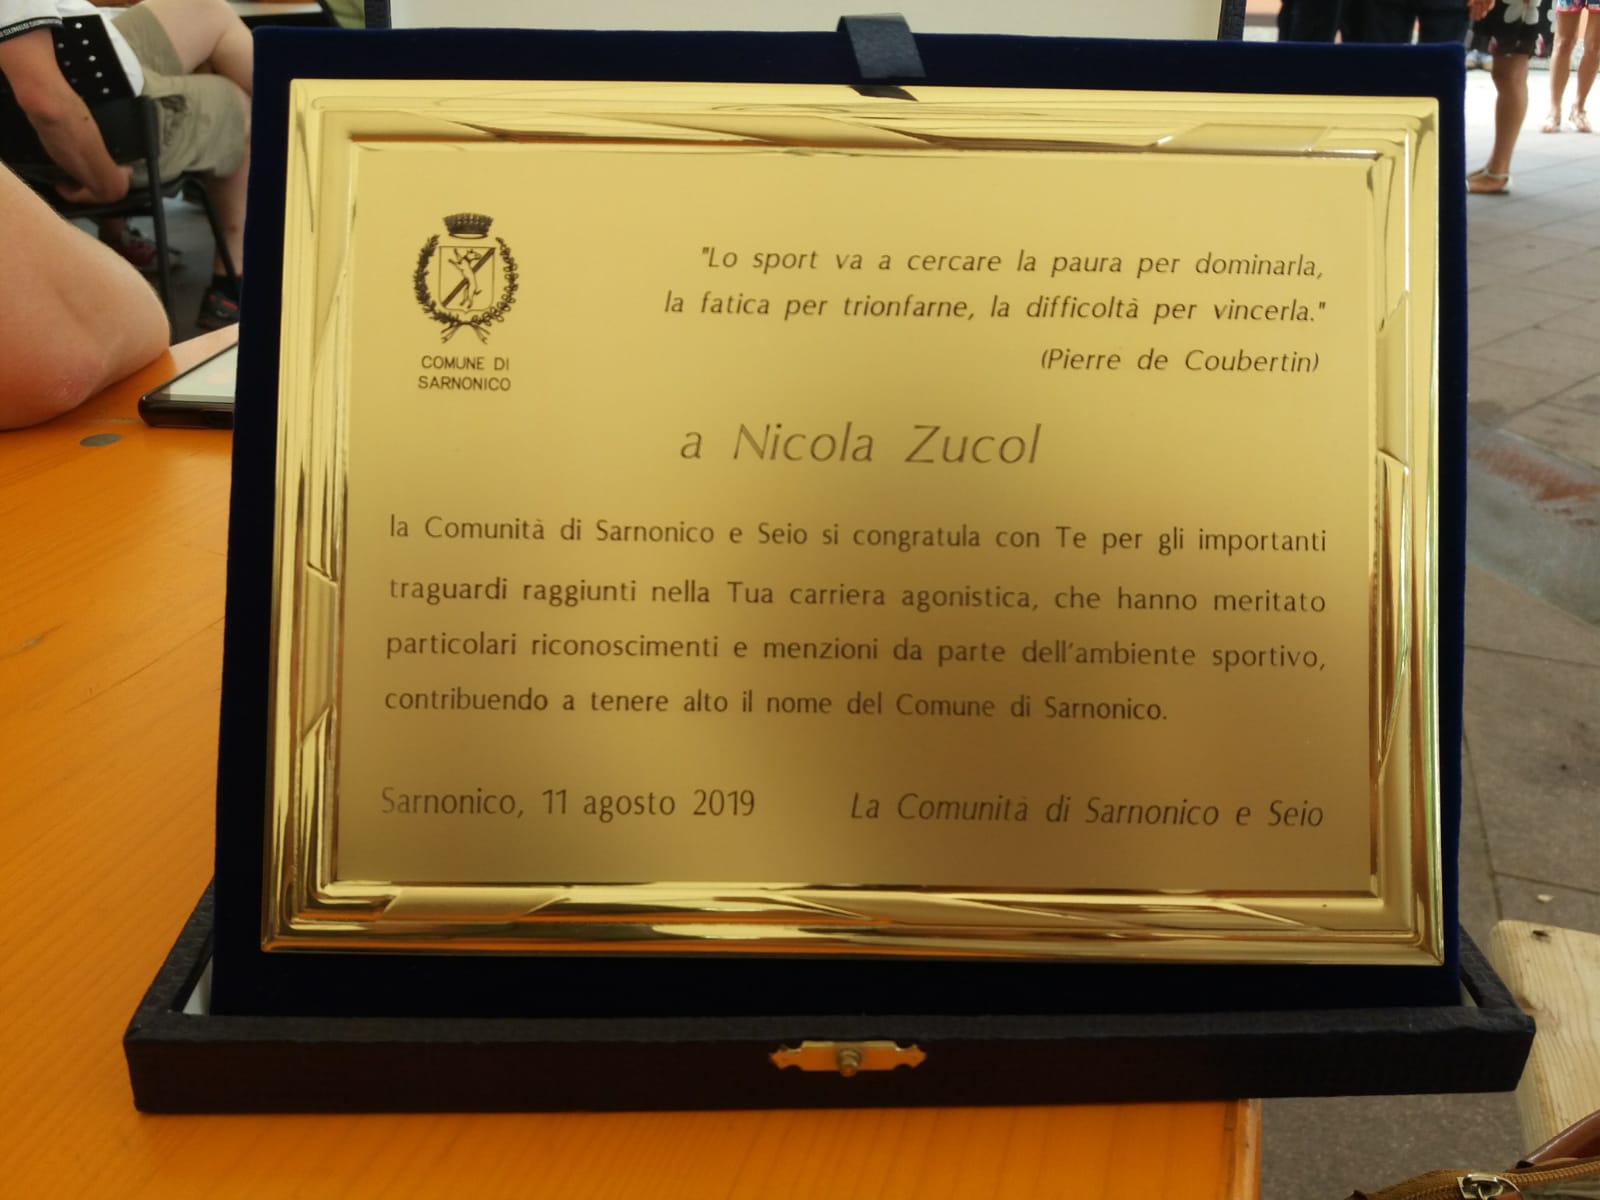 "Lo sport va a cercare la paura per dominarla,
la fatica per trionfarne, la difficoltà per vincerla."
(Pierre de Coubertin)
COMUNE DI
SARNONICO
a Nicola Zucol
la Comunità di Sarnonico e Seio si congratula con Te per gli importanti
traguardi raggiunti nella Tua carriera agonistica, che hanno meritato
particolari riconoscimenti e menzioni da parte dell'ambiente sportivo,
contribuendo a tenere alto il nome del Comune di Sarnonico.
Sarnonico, 11 agosto 2019
La Comunità di Sarnonico e Seio